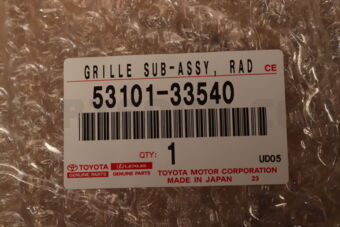 GRILLE SUB-ASSY, RAD CE
53101-33540
QTY: 1 UD05
TOYOTA LEXUS TOYOTA MOTOR CORPORATION
GENUINE PARTS GENUINE PARTS MADE IN JAPAN 23